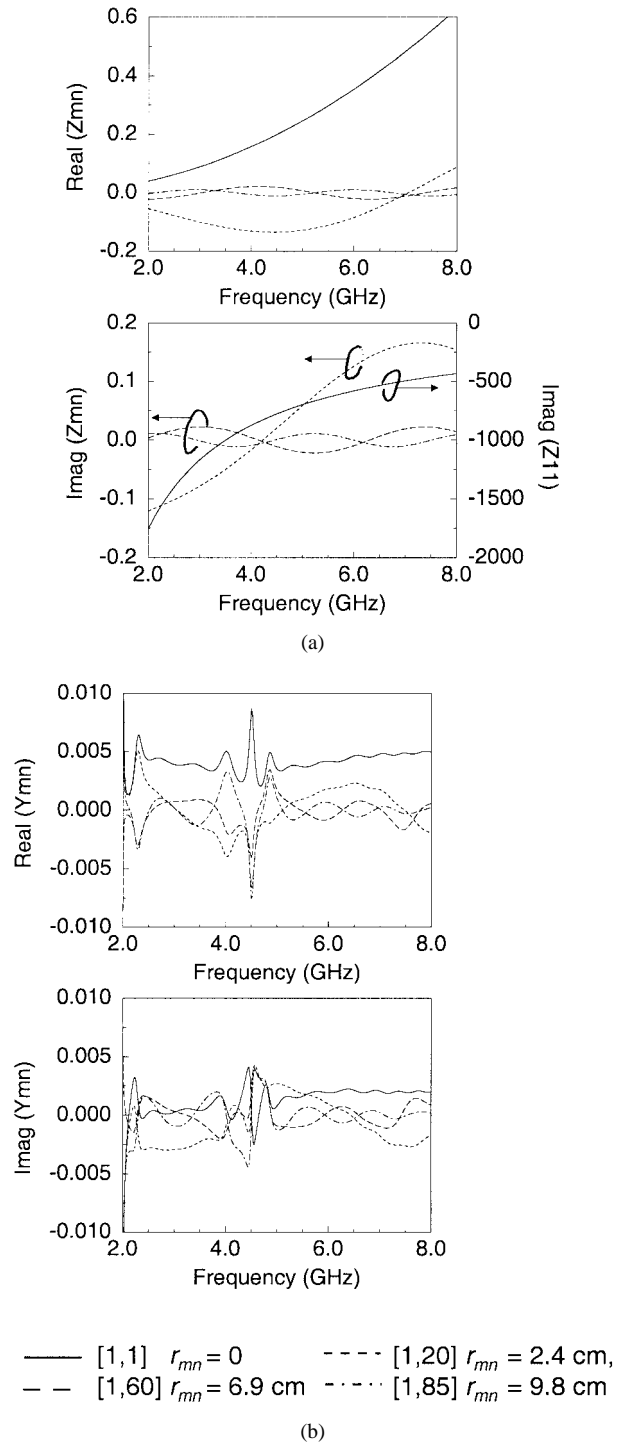 0.6
0.4
0.2
0.0
-0.2
Real (Zmn)
2.0 4.0 6.0 8.0
Frequency (GHz)
0.2
0.1
0.0
-0.1
-0.2
Imag (Zmn)
0
-500
-1000
-1500
-2000
Imag (Z11)
2.0 4.0 6.0 8.0
Frequency (GHz)
(a)
0.010
0.005
0.000
-0.005
-0.010
Real (Ymn)
2.0 4.0 6.0 8.0
Frequency (GHz)
0.010
0.005
0.000
-0.005
-0.010
Imag (Ymn)
2.0 4.0 6.0 8.0
Frequency (GHz)
[1,1] rmn = 0 [1,20] rmn = 2.4 cm,
[1,60] rmn = 6.9 cm [1,85] rmn = 9.8 cm
(b)